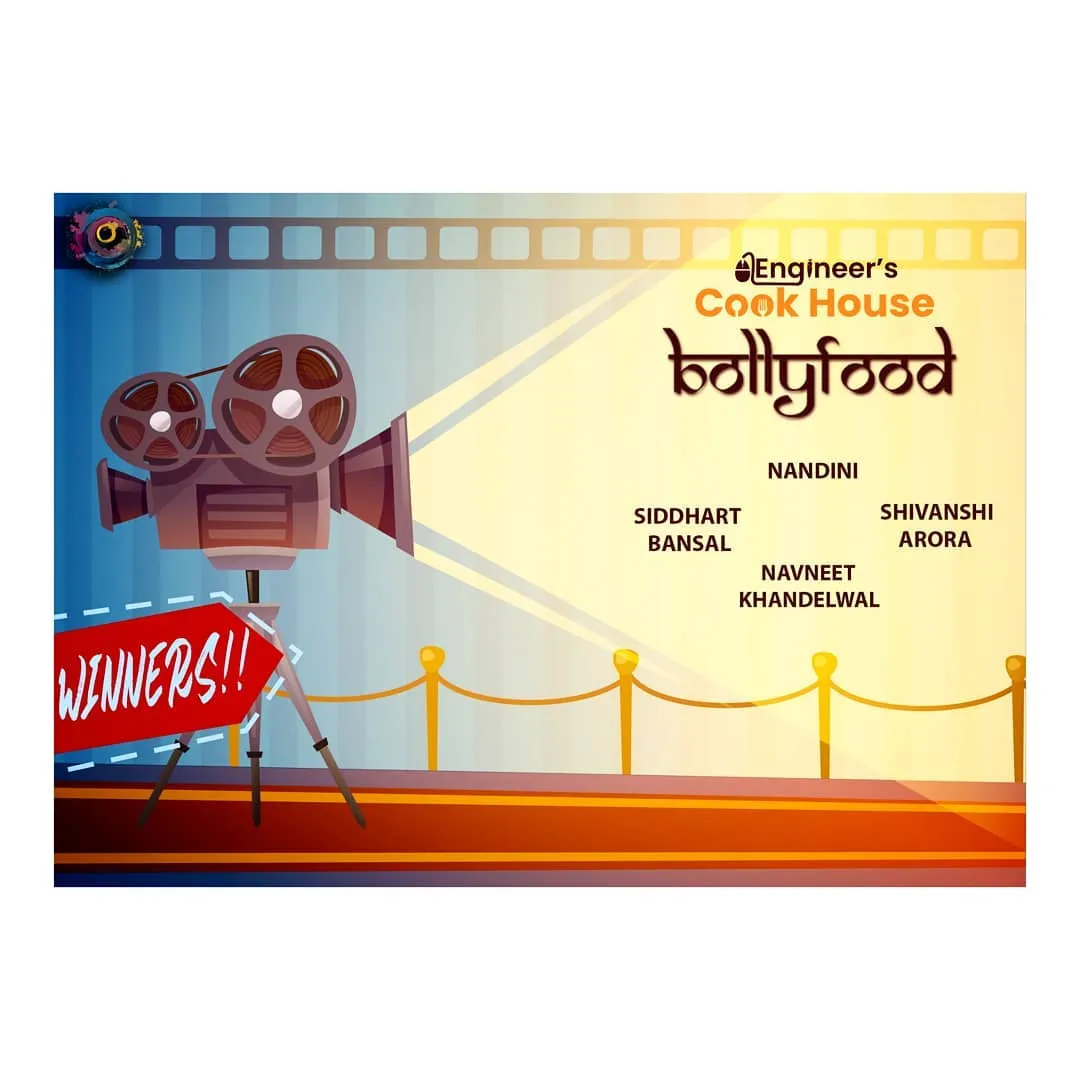 Engineer's
Cook House
bollyfood
NANDINI
SIDDHART
BANSAL
SHIVANSHI
ARORA
NAVNEET
KHANDELWAL
WINNERS!!